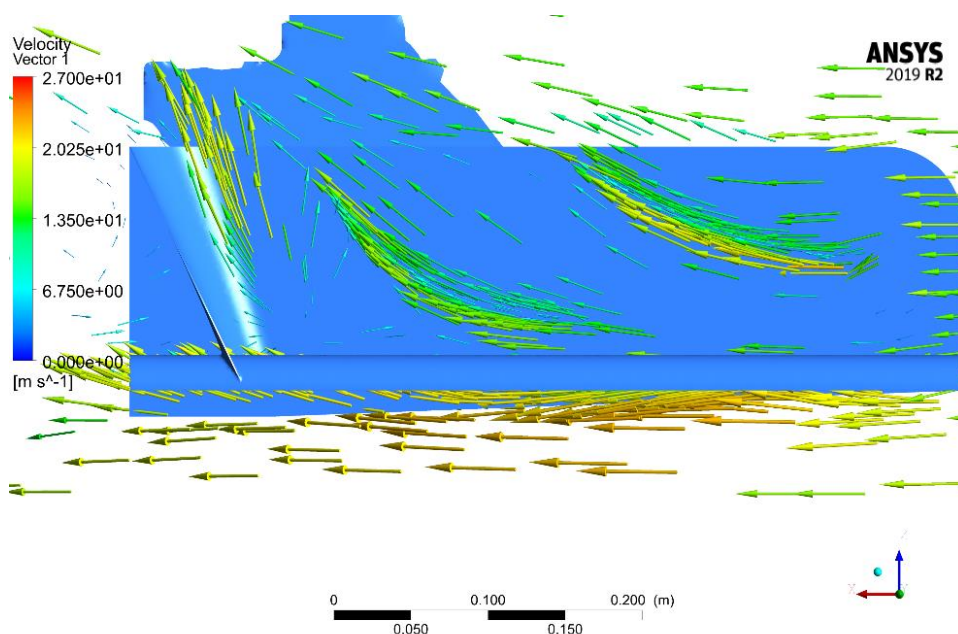 Velocity
Vector 1
2.700e+01
2.025e+01
1.350e+01
6.750e+00
0.000e+00
[m s^-1]
ANSYS
2019 R2
0 0.100 0.200 (m)
0.050 0.150
X Y Z